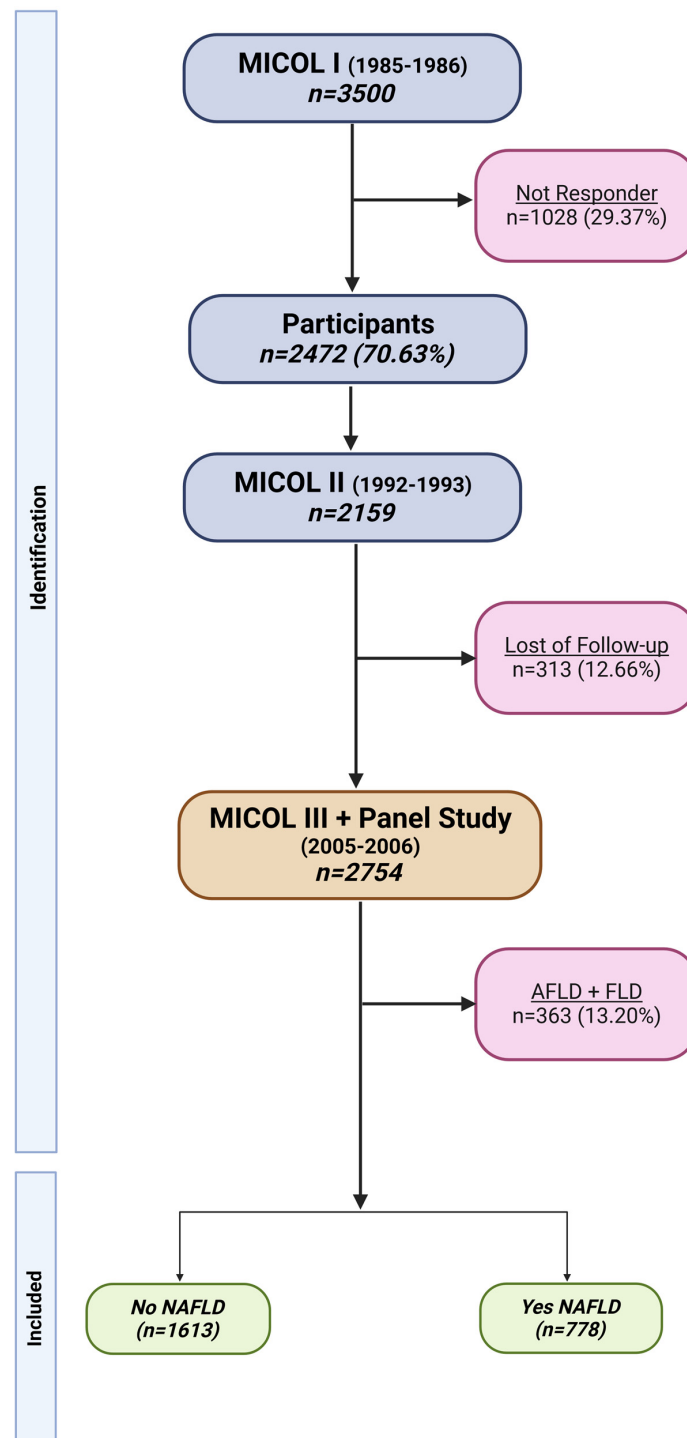 MICOL I (1985-1986)
n=3500
Not Responder
n=1028 (29.37%)
Participants
n=2472 (70.63%)
MICOL II (1992-1993)
n=2159
Identification
Lost of Follow-up
n=313 (12.66%)
MICOL III + Panel Study
(2005-2006)
n=2754
AFLD + FLD
n=363 (13.20%)
Included
No NAFLD
(n=1613)
Yes NAFLD
(n=778)